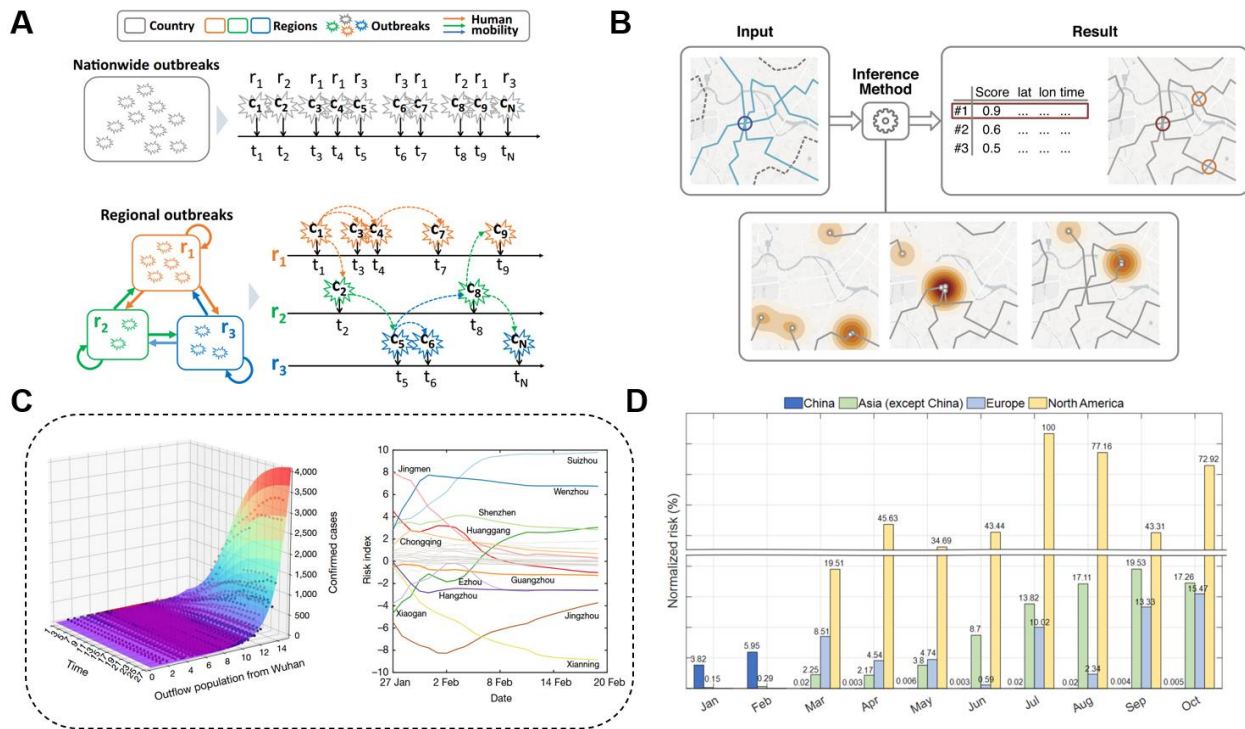 A
Country
Regions
Outbreaks
Human mobility
Nationwide outbreaks
r1 r2 r3 r1 r3 r3 r1 r2 r1 r3
c1 c2 c3 c4 c5 c6 c7 c8 c9 cN
t1 t2 t3 t4 t5 t6 t7 t8 t9 tN
Regional outbreaks
r1
r2
r3
c1 c3 c4 c7 c9
r1
t1 t3 t4 t7 t9
c2 c8
r2
t2 t8
c5 c6 cN
r3
t5 t6 tN
B
Input
Inference Method
Result
Score lat lon time
#1 0.9 ... ... ...
#2 0.6 ... ... ...
#3 0.5 ... ... ...
C
4,000
3,500
3,000
2,500
2,000
1,500
1,000
500
0
Confirmed cases
Time
0 2 4 6 8 10 12 14
Outflow population from Wuhan
10
8
6
4
2
0
−2
−4
−6
−8
−10
Risk index
Jingmen
Suizhou
Wenzhou
Shenzhen
Huanggang
Chongqing
Ezhou
Guangzhou
Hangzhou
Xiaogan
Jingzhou
Xianning
27 Jan 2 Feb 8 Feb 14 Feb 20 Feb
Date
D
China Asia (except China) Europe North America
Normalized risk (%)
3.82 0.15
5.95 0.29
0.02 2.25 8.51 19.51
0.003 2.17 4.54 45.63
0.006 3.8 4.74 34.69
0.003 8.7 0.59 43.44
0.02 13.82 10.02 100
0.02 17.11 2.34 77.16
0.004 19.53 13.33 43.31
0.005 17.26 15.47 72.92
Jan Feb Mar Apr May Jun Jul Aug Sep Oct